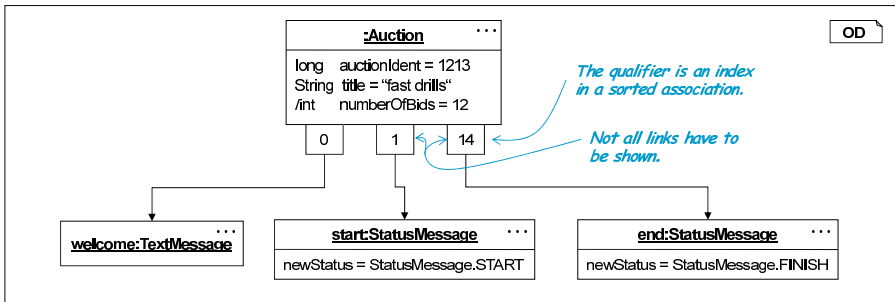 :Auction ...
OD
long auctionIdent = 1213
String title = "fast drills"
/int numberOfBids = 12
The qualifier is an index
in a sorted association.
0 1 14
Not all links have to
be shown.
welcome:TextMessage ...
start:StatusMessage ...
newStatus = StatusMessage.START
end:StatusMessage ...
newStatus = StatusMessage.FINISH